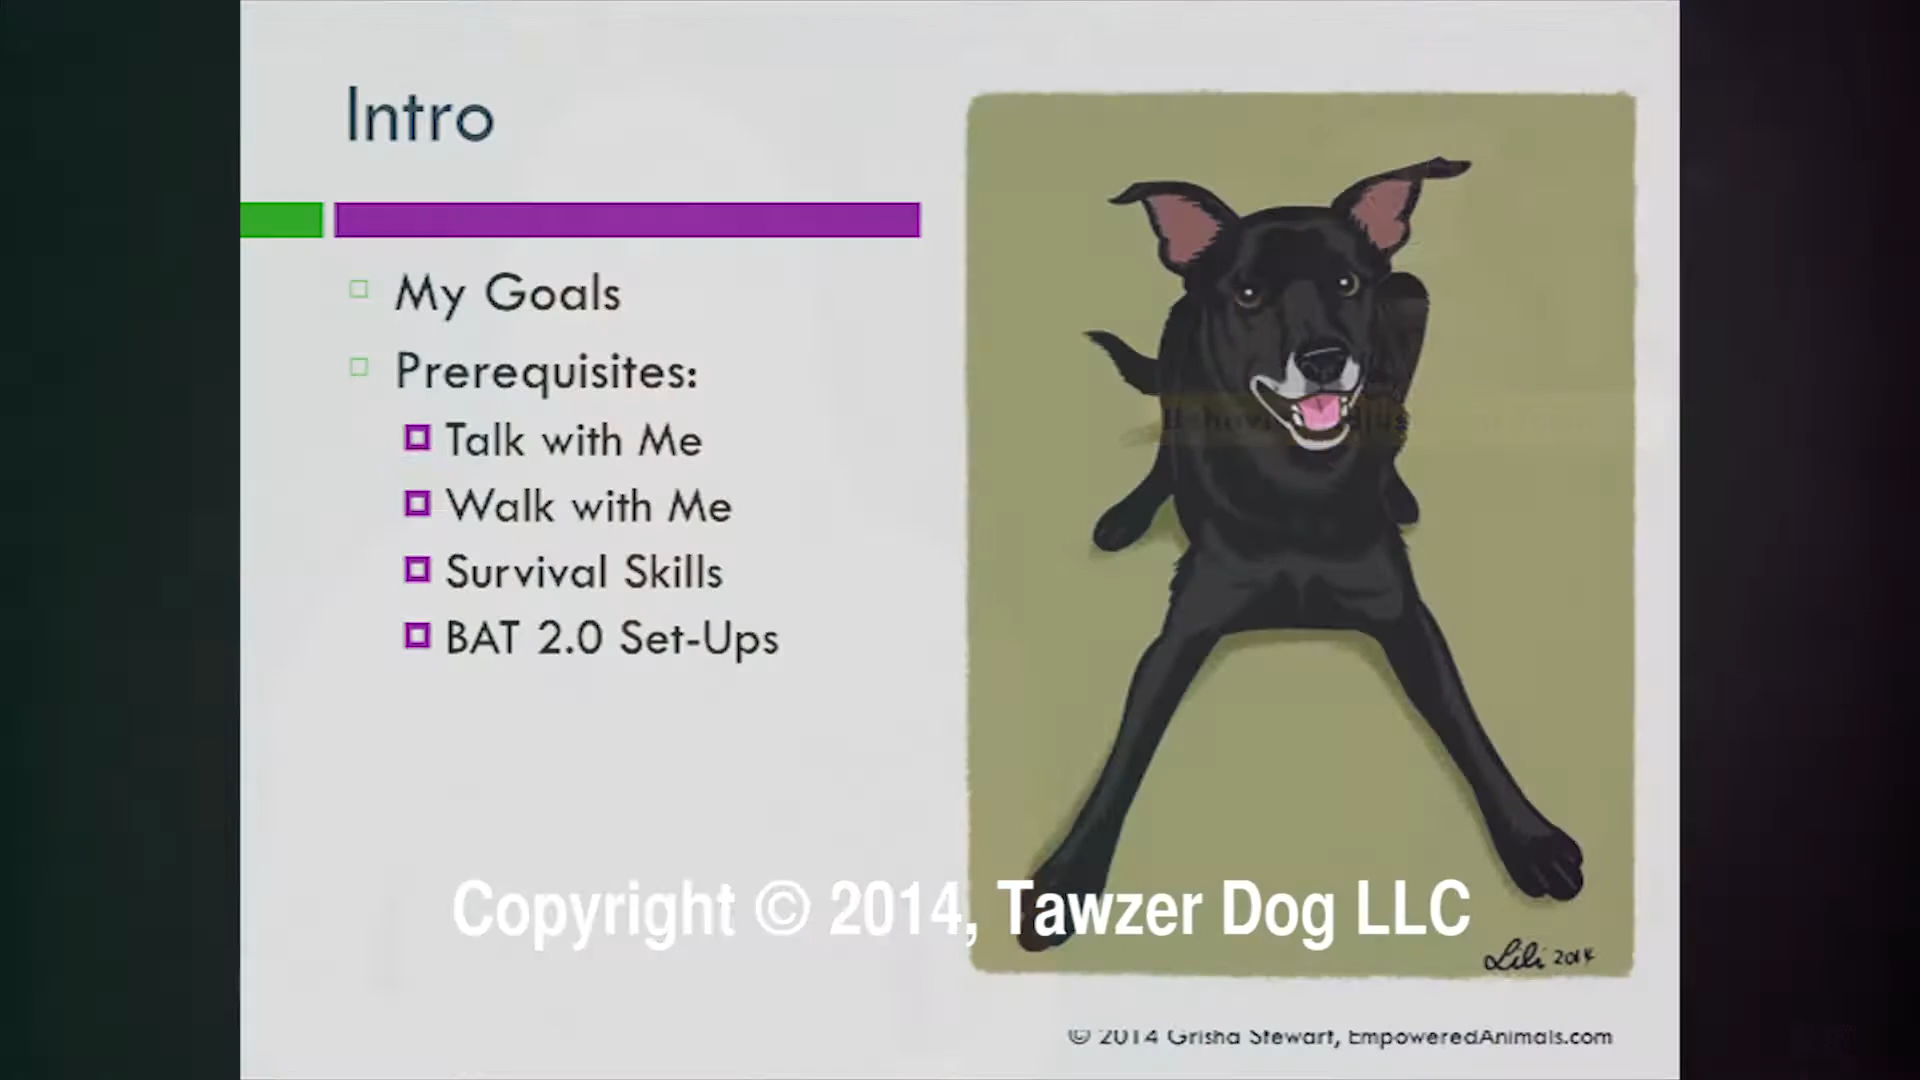 Intro
My Goals
Prerequisites:
Talk with Me
Walk with Me
Survival Skills
BAT 2.0 Set-Ups
Copyright © 2014, Tawzer Dog LLC
Lili 2014
© 2014 Grisha Stewart, EmpoweredAnimals.com